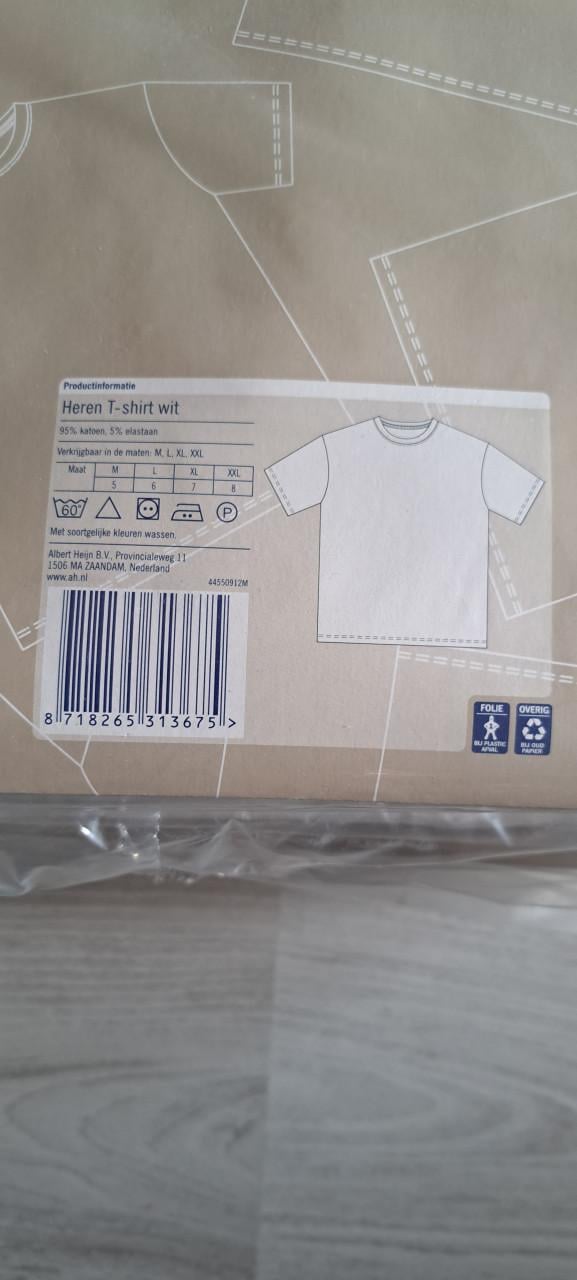 Productinformatie
Heren T-shirt wit
95% katoen, 5% elastaan
Verkrijgbaar in de maten: M, L, XL, XXL
Maat M L XL XXL
5 6 7 8
60° P
Met soortgelijke kleuren wassen.
Albert Heijn B.V., Provincialeweg 11
1506 MA ZAANDAM, Nederland
www.ah.nl
44550912M
8 718265 313675 >
FOLIE
BIJ PLASTIC
AFVAL
OVERIG
BIJ OUD
PAPIER